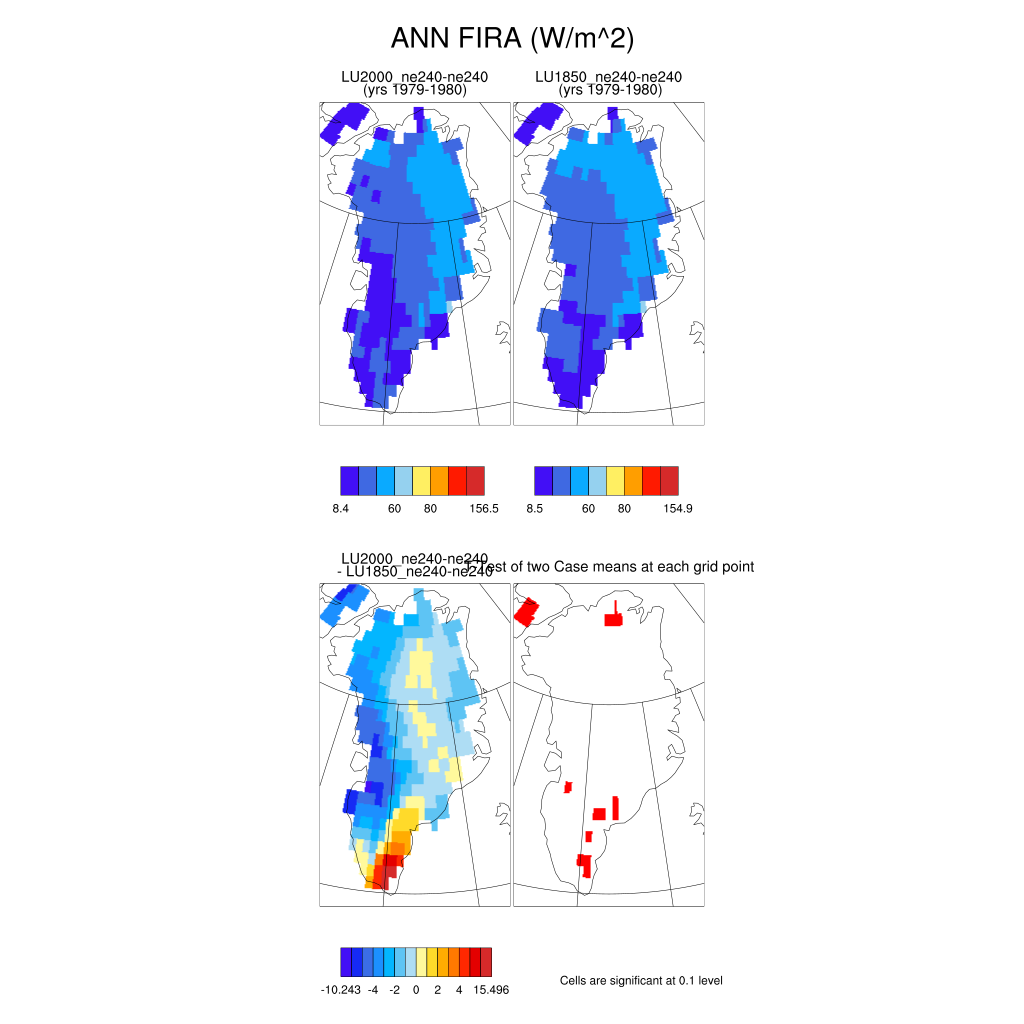 ANN FIRA (W/m^2)
LU2000_ne240-ne240
(yrs 1979-1980)
LU1850_ne240-ne240
(yrs 1979-1980)
8.4 60 80 156.5
8.5 60 80 154.9
LU2000_ne240-ne240
- LU1850_ne240-ne240
T-Test of two Case means at each grid point
-10.243 -4 -2 0 2 4 15.496
Cells are significant at 0.1 level